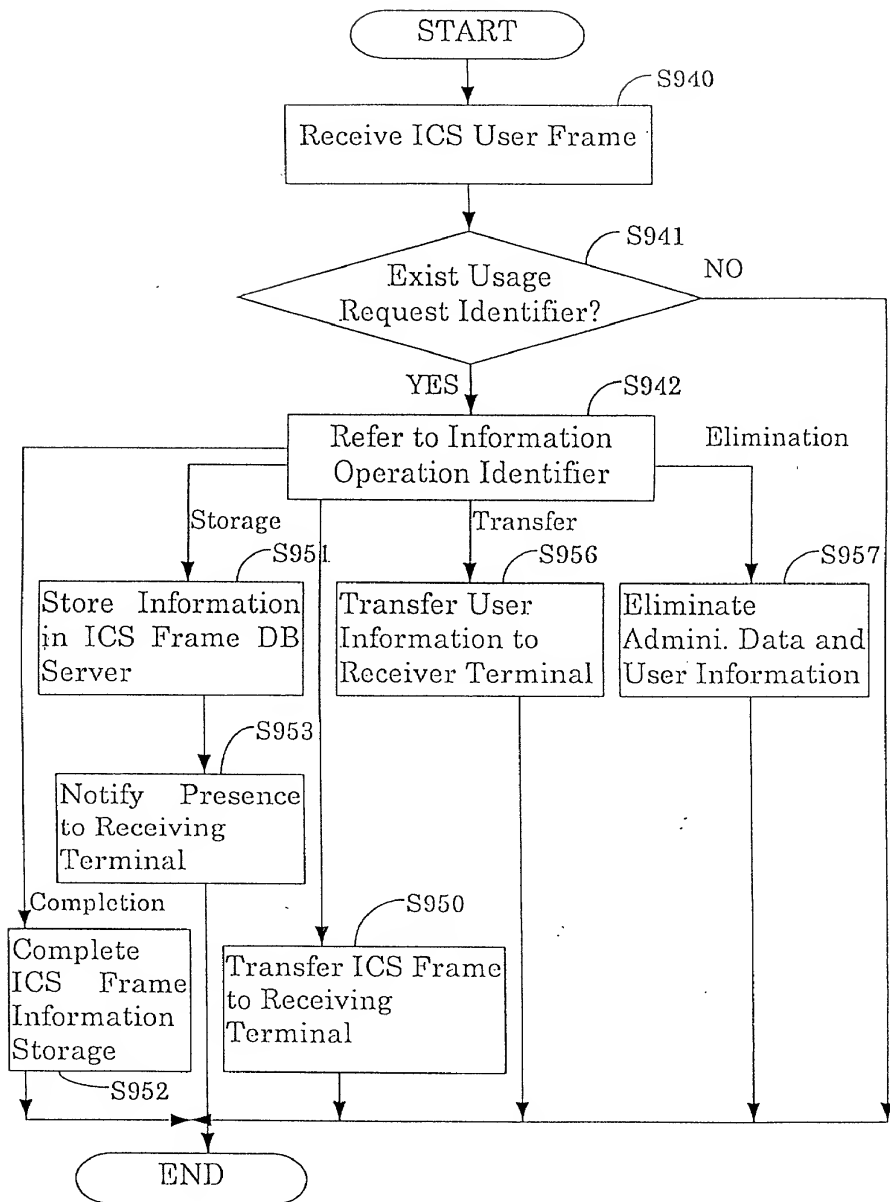 START
S940
Receive ICS User Frame
S941
NO
Exist Usage
Request Identifier?
YES
S942
Refer to Information
Operation Identifier
Elimination
Storage
Transfer
S951
S956
S957
Store Information
in ICS Frame DB
Server
Transfer User
Information to
Receiver Terminal
Eliminate
Admini. Data and
User Information
S953
Notify Presence
to Receiving
Terminal
Completion
S950
Complete
ICS Frame
Information
Storage
Transfer ICS Frame
to Receiving
Terminal
S952
END